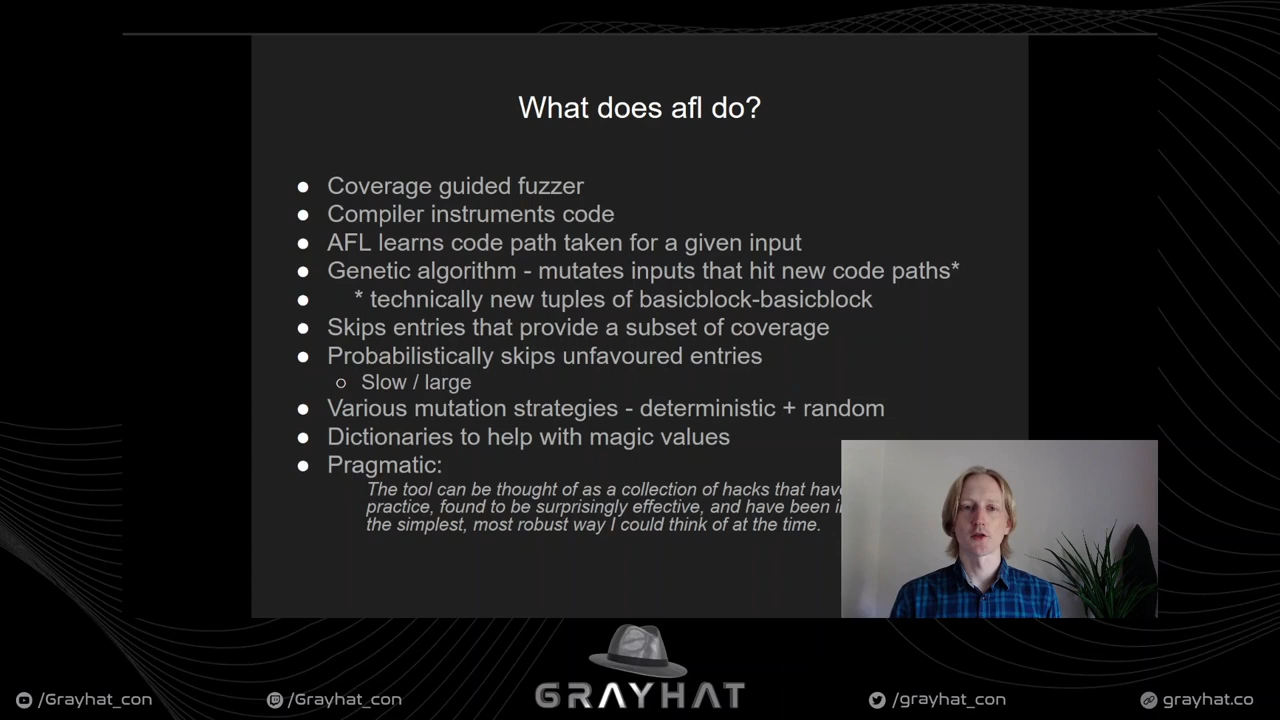 What does afl do?
● Coverage guided fuzzer
● Compiler instruments code
● AFL learns code path taken for a given input
● Genetic algorithm - mutates inputs that hit new code paths*
● * technically new tuples of basicblock-basicblock
● Skips entries that provide a subset of coverage
● Probabilistically skips unfavoured entries
○ Slow / large
● Various mutation strategies - deterministic + random
● Dictionaries to help with magic values
● Pragmatic:
The tool can be thought of as a collection of hacks that have
practice, found to be surprisingly effective, and have been
the simplest, most robust way I could think of at the time.
GRAYHAT
/Grayhat_con
/Grayhat_con
/grayhat_con
grayhat.co